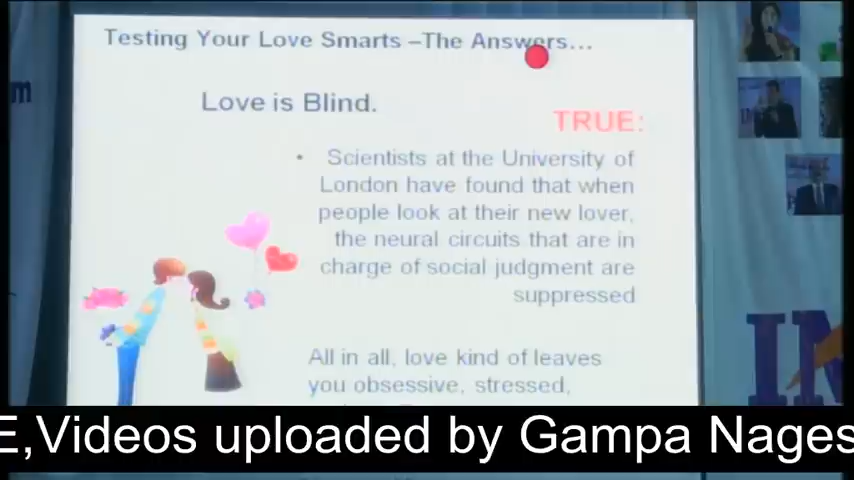 Testing Your Love Smarts –The Answers...
m
Love is Blind.
TRUE:
• Scientists at the University of
London have found that when
people look at their new lover,
the neural circuits that are in
charge of social judgment are
suppressed
All in all, love kind of leaves
you obsessive, stressed,
IN
E,Videos uploaded by Gampa Nages